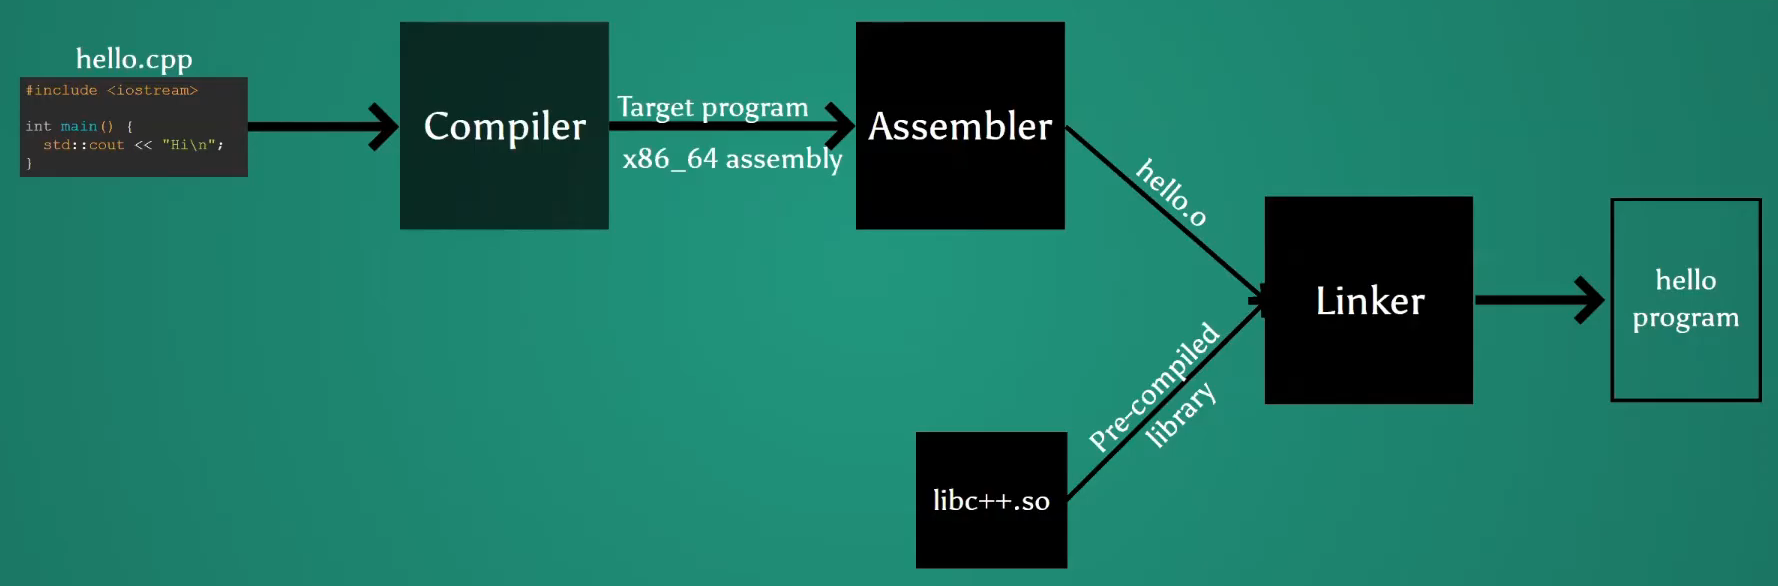 hello.cpp
#include <iostream>
int main() {
  std::cout << "Hi\n";
}
Compiler
Target program
x86_64 assembly
Assembler
hello.o
Pre-compiled
library
libc++.so
Linker
hello
program